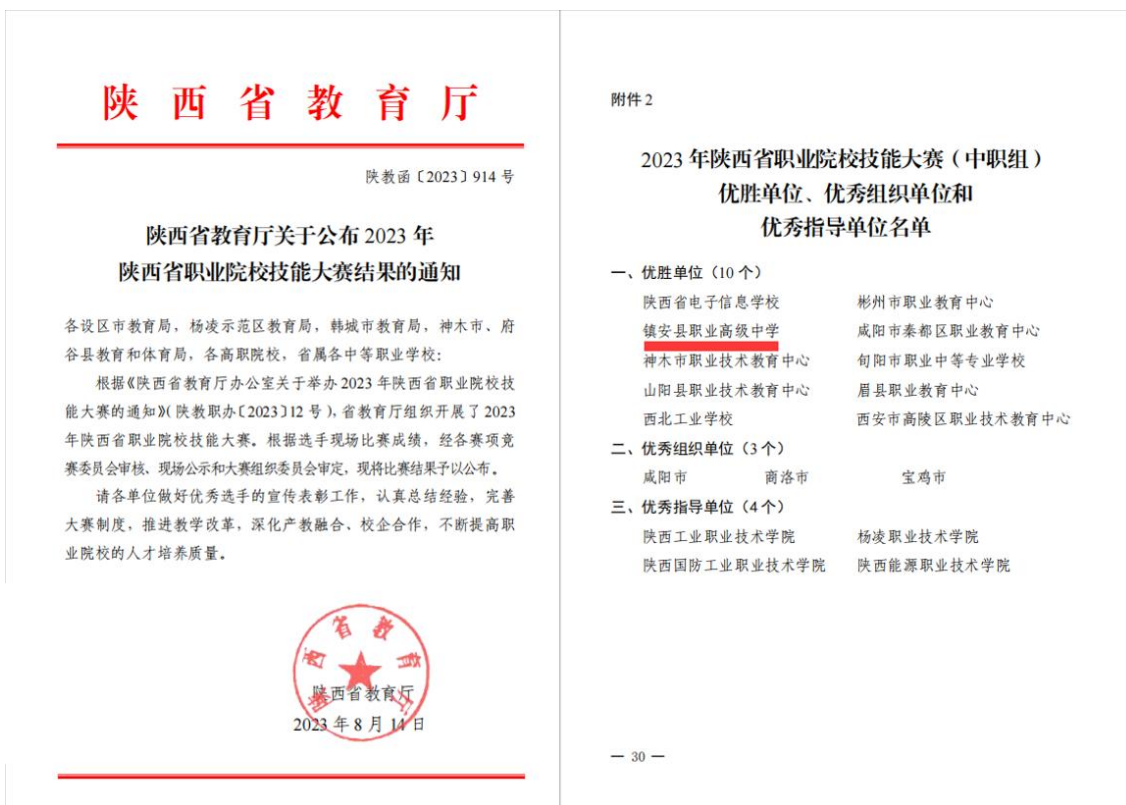 陕西省教育厅
陕教函〔2023〕914 号
陕西省教育厅关于公布 2023 年
陕西省职业院校技能大赛结果的通知
各设区市教育局，杨凌示范区教育局，韩城市教育局，神木市、府
谷县教育和体育局，各高职院校，省属各中等职业学校：
根据《陕西省教育厅办公室关于举办 2023 年陕西省职业院校技
能大赛的通知》（陕教职办〔2023〕12 号），省教育厅组织开展了 2023
年陕西省职业院校技能大赛。根据选手现场比赛成绩，经各赛项竞
赛委员会审核、现场公示和大赛组织委员会审定，现将比赛结果予以公布。
请各单位做好优秀选手的宣传表彰工作，认真总结经验，完善
大赛制度，推进教学改革，深化产教融合、校企合作，不断提高职
业院校的人才培养质量。
陕西省教育厅
陕西省教育厅
2023 年 8 月 14 日
附件 2
2023 年陕西省职业院校技能大赛（中职组）
优胜单位、优秀组织单位和
优秀指导单位名单
一、优胜单位（10 个）
陕西省电子信息学校 彬州市职业教育中心
镇安县职业高级中学 咸阳市秦都区职业教育中心
神木市职业技术教育中心 旬阳市职业中等专业学校
山阳县职业技术教育中心 眉县职业教育中心
西北工业学校 西安市高陵区职业技术教育中心
二、优秀组织单位（3 个）
咸阳市 商洛市 宝鸡市
三、优秀指导单位（4 个）
陕西工业职业技术学院 杨凌职业技术学院
陕西国防工业职业技术学院 陕西能源职业技术学院
— 30 —